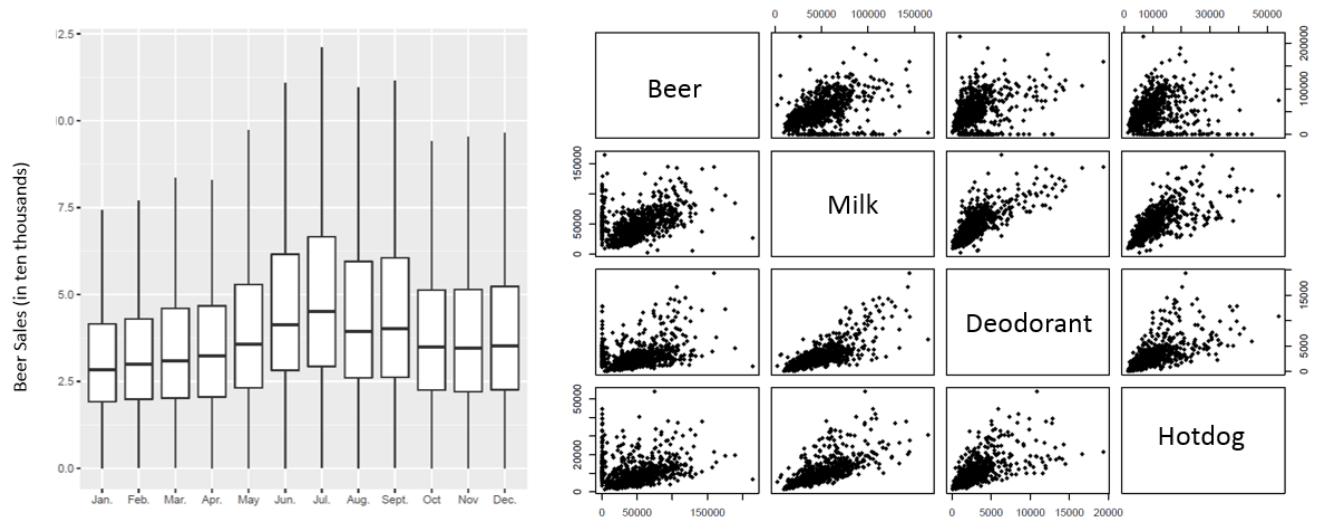 Beer Sales (in ten thousands)
2.5
10.0
7.5
5.0
2.5
0.0
Jan. Feb. Mar. Apr. May Jun. Jul. Aug. Sept. Oct Nov Dec.
0 50000 100000 150000
0 10000 30000 50000
Beer
0 100000 200000
0 50000 150000
Milk
Deodorant
0 5000 15000
0 20000 50000
Hotdog
0 50000 150000
0 5000 10000 15000 20000